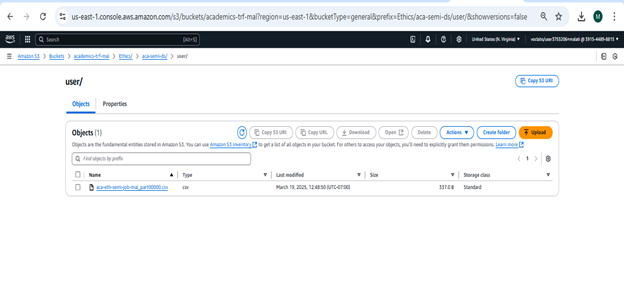 us-east-1.console.aws.amazon.com/s3/buckets/academics-trf-mal?region=us-east-1&bucketType=general&prefix=Ethics/aca-semi-ds/user/&showversions=false
M
aws Search [Alt+S] United States (N. Virginia)
Amazon S3 Buckets academics-trf-mal Ethics/ aca-semi-ds/ user/
user/ Copy S3 URI
Objects Properties
Objects (1) Copy S3 URI Copy URL Download Open Delete Actions Create folder Upload
Objects are the fundamental entities stored in Amazon S3. You can use Amazon S3 inventory to get a list of all objects in your bucket. For others to access your objects, you'll need to explicitly grant them permissions. Learn more
Find objects by prefix 1
Name Type Last modified Size Storage class
aca-eth-semi-job-mal_part00000.csv csv March 19, 2025, 12:48:50 (UTC-07:00) 337.0 B Standard